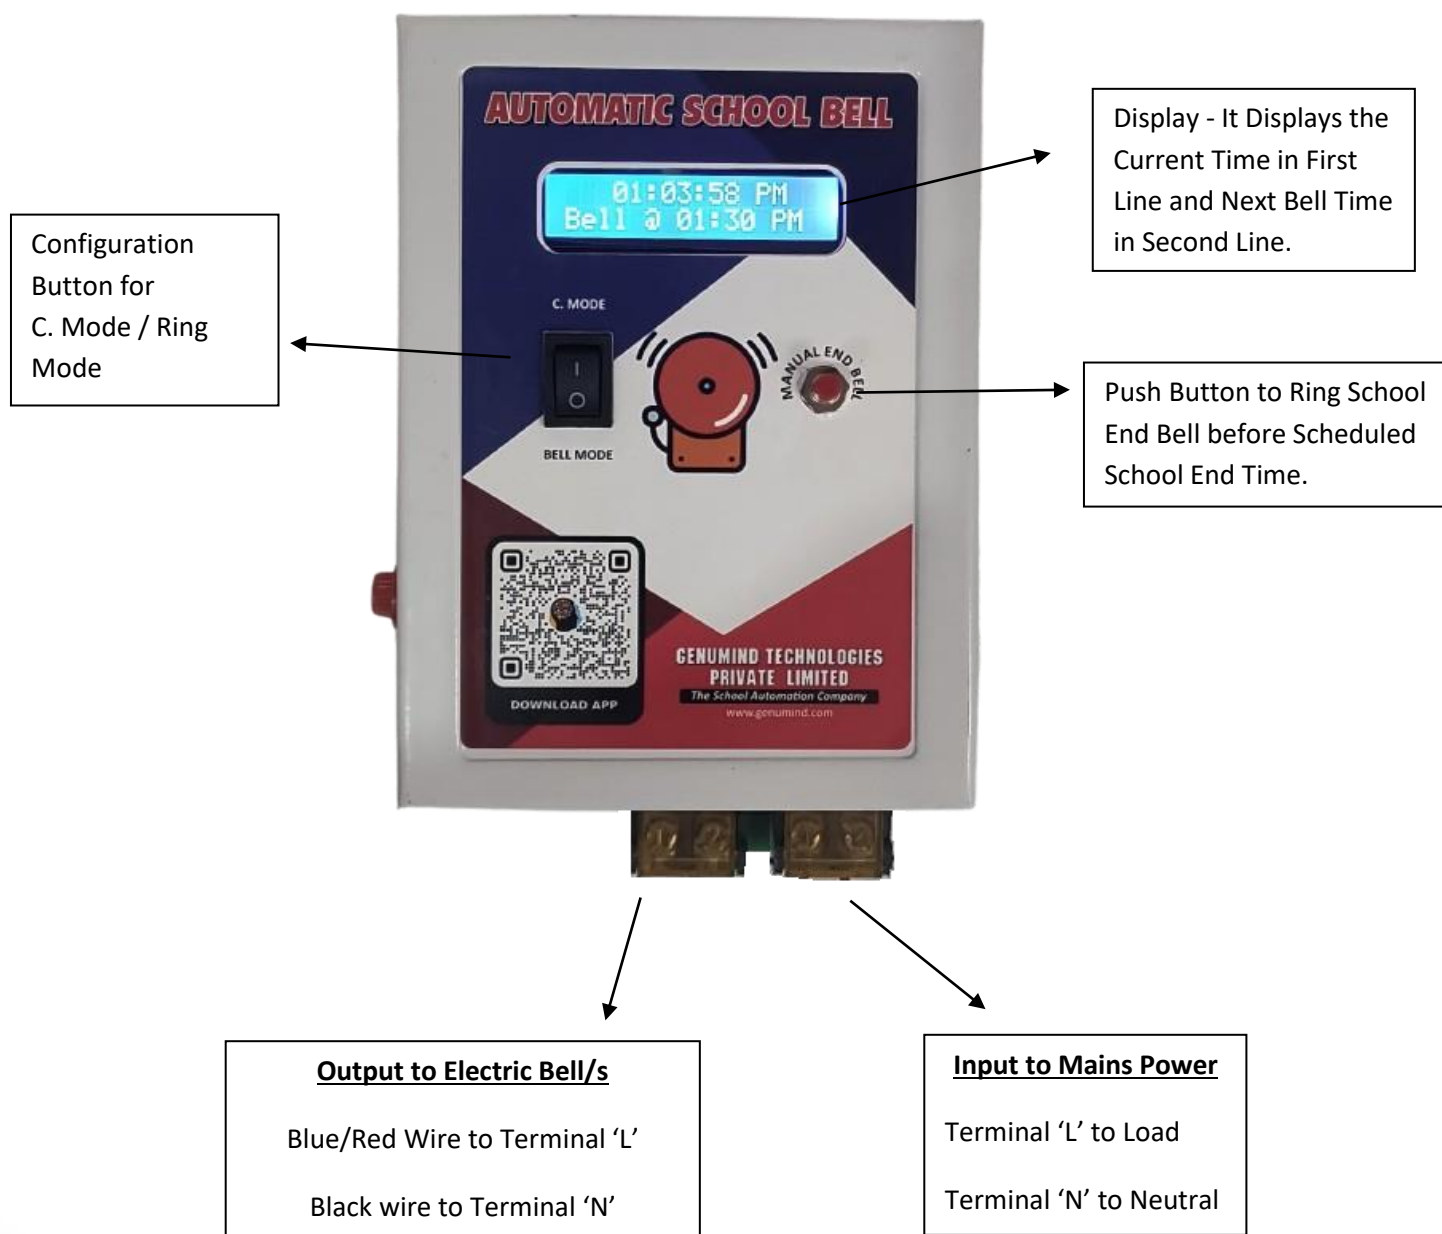 AUTOMATIC SCHOOL BELL
01:03:58 PM
Bell @ 01:30 PM
C. MODE
I
O
BELL MODE
MANUAL END BELL
DOWNLOAD APP
GENUMIND TECHNOLOGIES
PRIVATE LIMITED
The School Automation Company
www.genumind.com
1 2
1 2
Configuration
Button for
C. Mode / Ring
Mode
Display - It Displays the
Current Time in First
Line and Next Bell Time
in Second Line.
Push Button to Ring School
End Bell before Scheduled
School End Time.
Output to Electric Bell/s
Blue/Red Wire to Terminal ‘L’
Black wire to Terminal ‘N’
Input to Mains Power
Terminal ‘L’ to Load
Terminal ‘N’ to Neutral